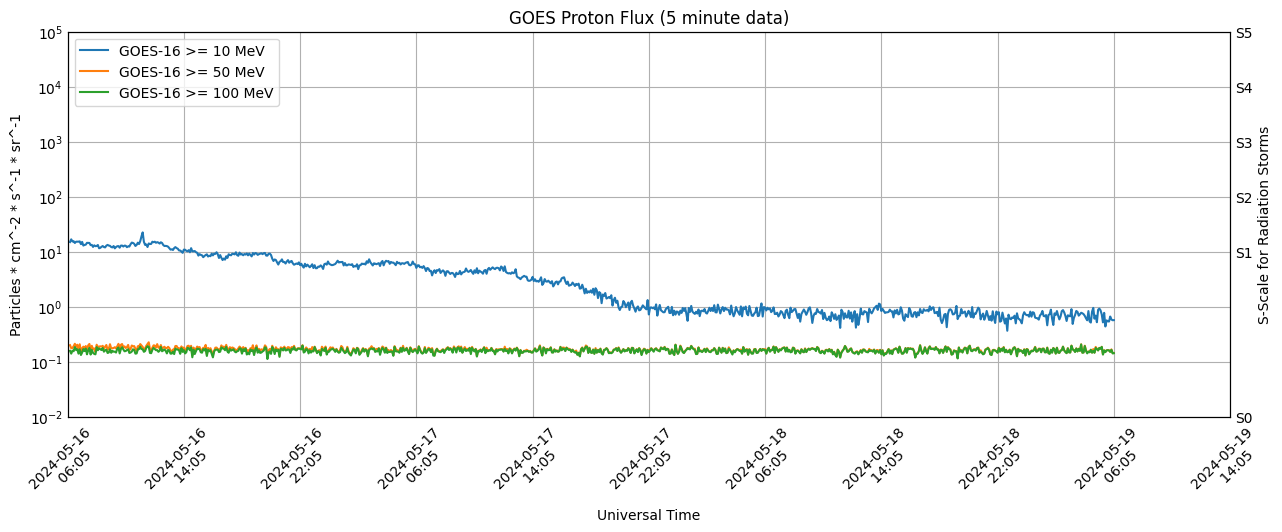 GOES Proton Flux (5 minute data)
GOES-16 >= 10 MeV
GOES-16 >= 50 MeV
GOES-16 >= 100 MeV
Particles * cm^-2 * s^-1 * sr^-1
10^5
10^4
10^3
10^2
10^1
10^0
10^-1
10^-2
S5
S4
S3
S2
S1
S0
S-Scale for Radiation Storms
2024-05-16
06:05
2024-05-16
14:05
2024-05-16
22:05
2024-05-17
06:05
2024-05-17
14:05
2024-05-17
22:05
2024-05-18
06:05
2024-05-18
14:05
2024-05-18
22:05
2024-05-19
06:05
2024-05-19
14:05
Universal Time